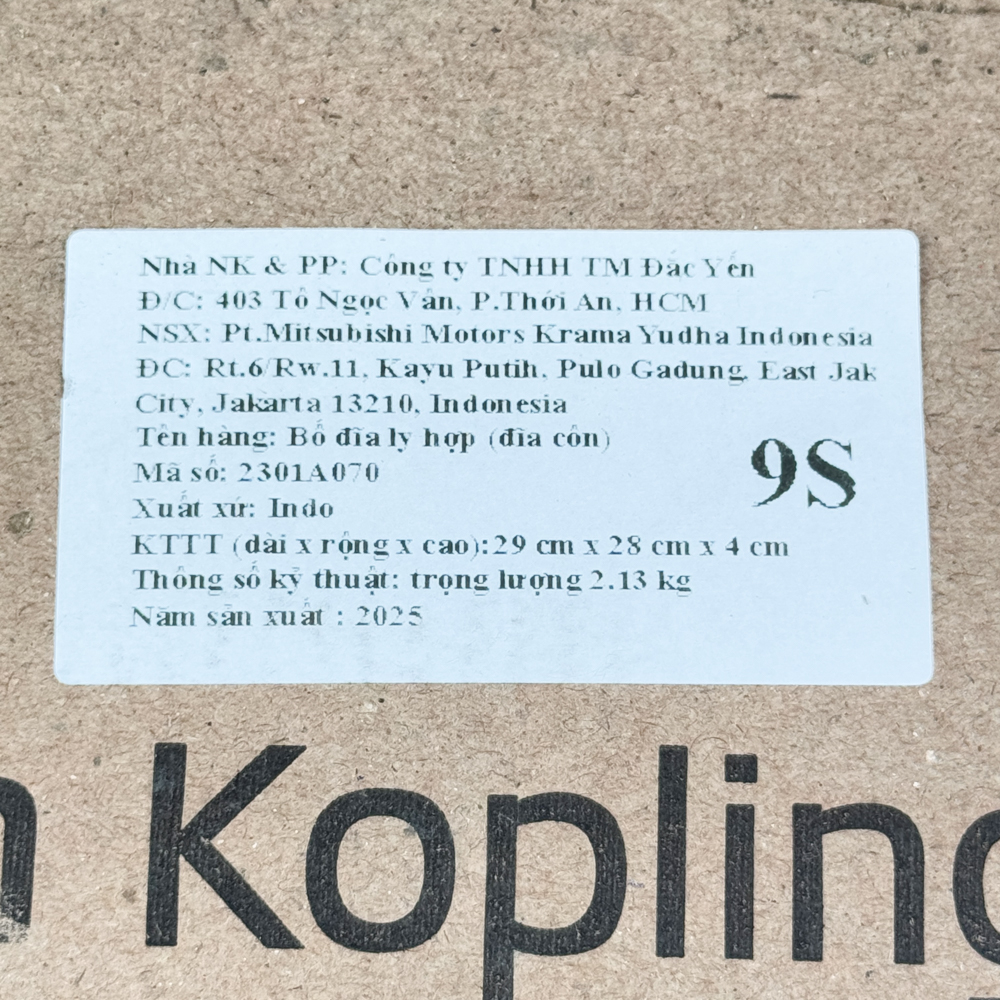 Nhà NK & PP: Công ty TNHH TM Đắc Yến
Đ/C: 403 Tô Ngọc Vân, P.Thới An, HCM
NSX: Pt.Mitsubishi Motors Krama Yudha Indonesia
ĐC: Rt.6/Rw.11, Kayu Putih, Pulo Gadung, East Jak
City, Jakarta 13210, Indonesia
Tên hàng: Bố đĩa ly hợp (đĩa côn)
Mã số: 2301A070
9S
Xuất xứ: Indo
KTTT (dài x rộng x cao):29 cm x 28 cm x 4 cm
Thông số kỹ thuật: trọng lượng 2.13 kg
Năm sản xuất : 2025
Kopling